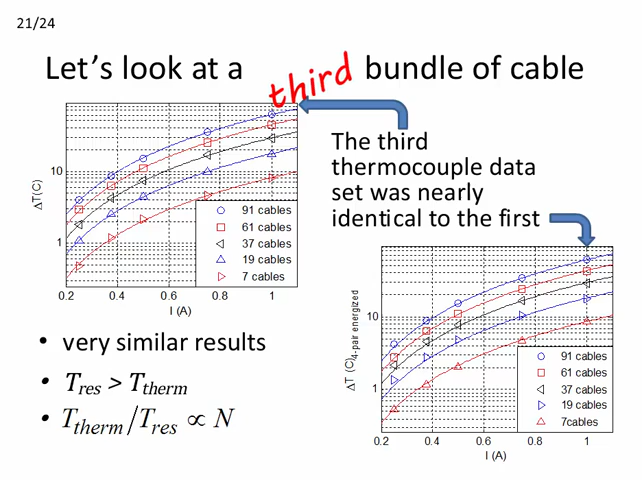 21/24
Let's look at a third bundle of cable
The third
thermocouple data
set was nearly
identical to the first
ΔT(C)
10
1
0.2 0.4 0.6 0.8 1
I (A)
91 cables
61 cables
37 cables
19 cables
7 cables
• very similar results
• Tres > Ttherm
• Ttherm/Tres ∝ N
ΔT (C)4-pair energized
10
1
0.2 0.4 0.6 0.8 1
I (A)
91 cables
61 cables
37 cables
19 cables
7cables